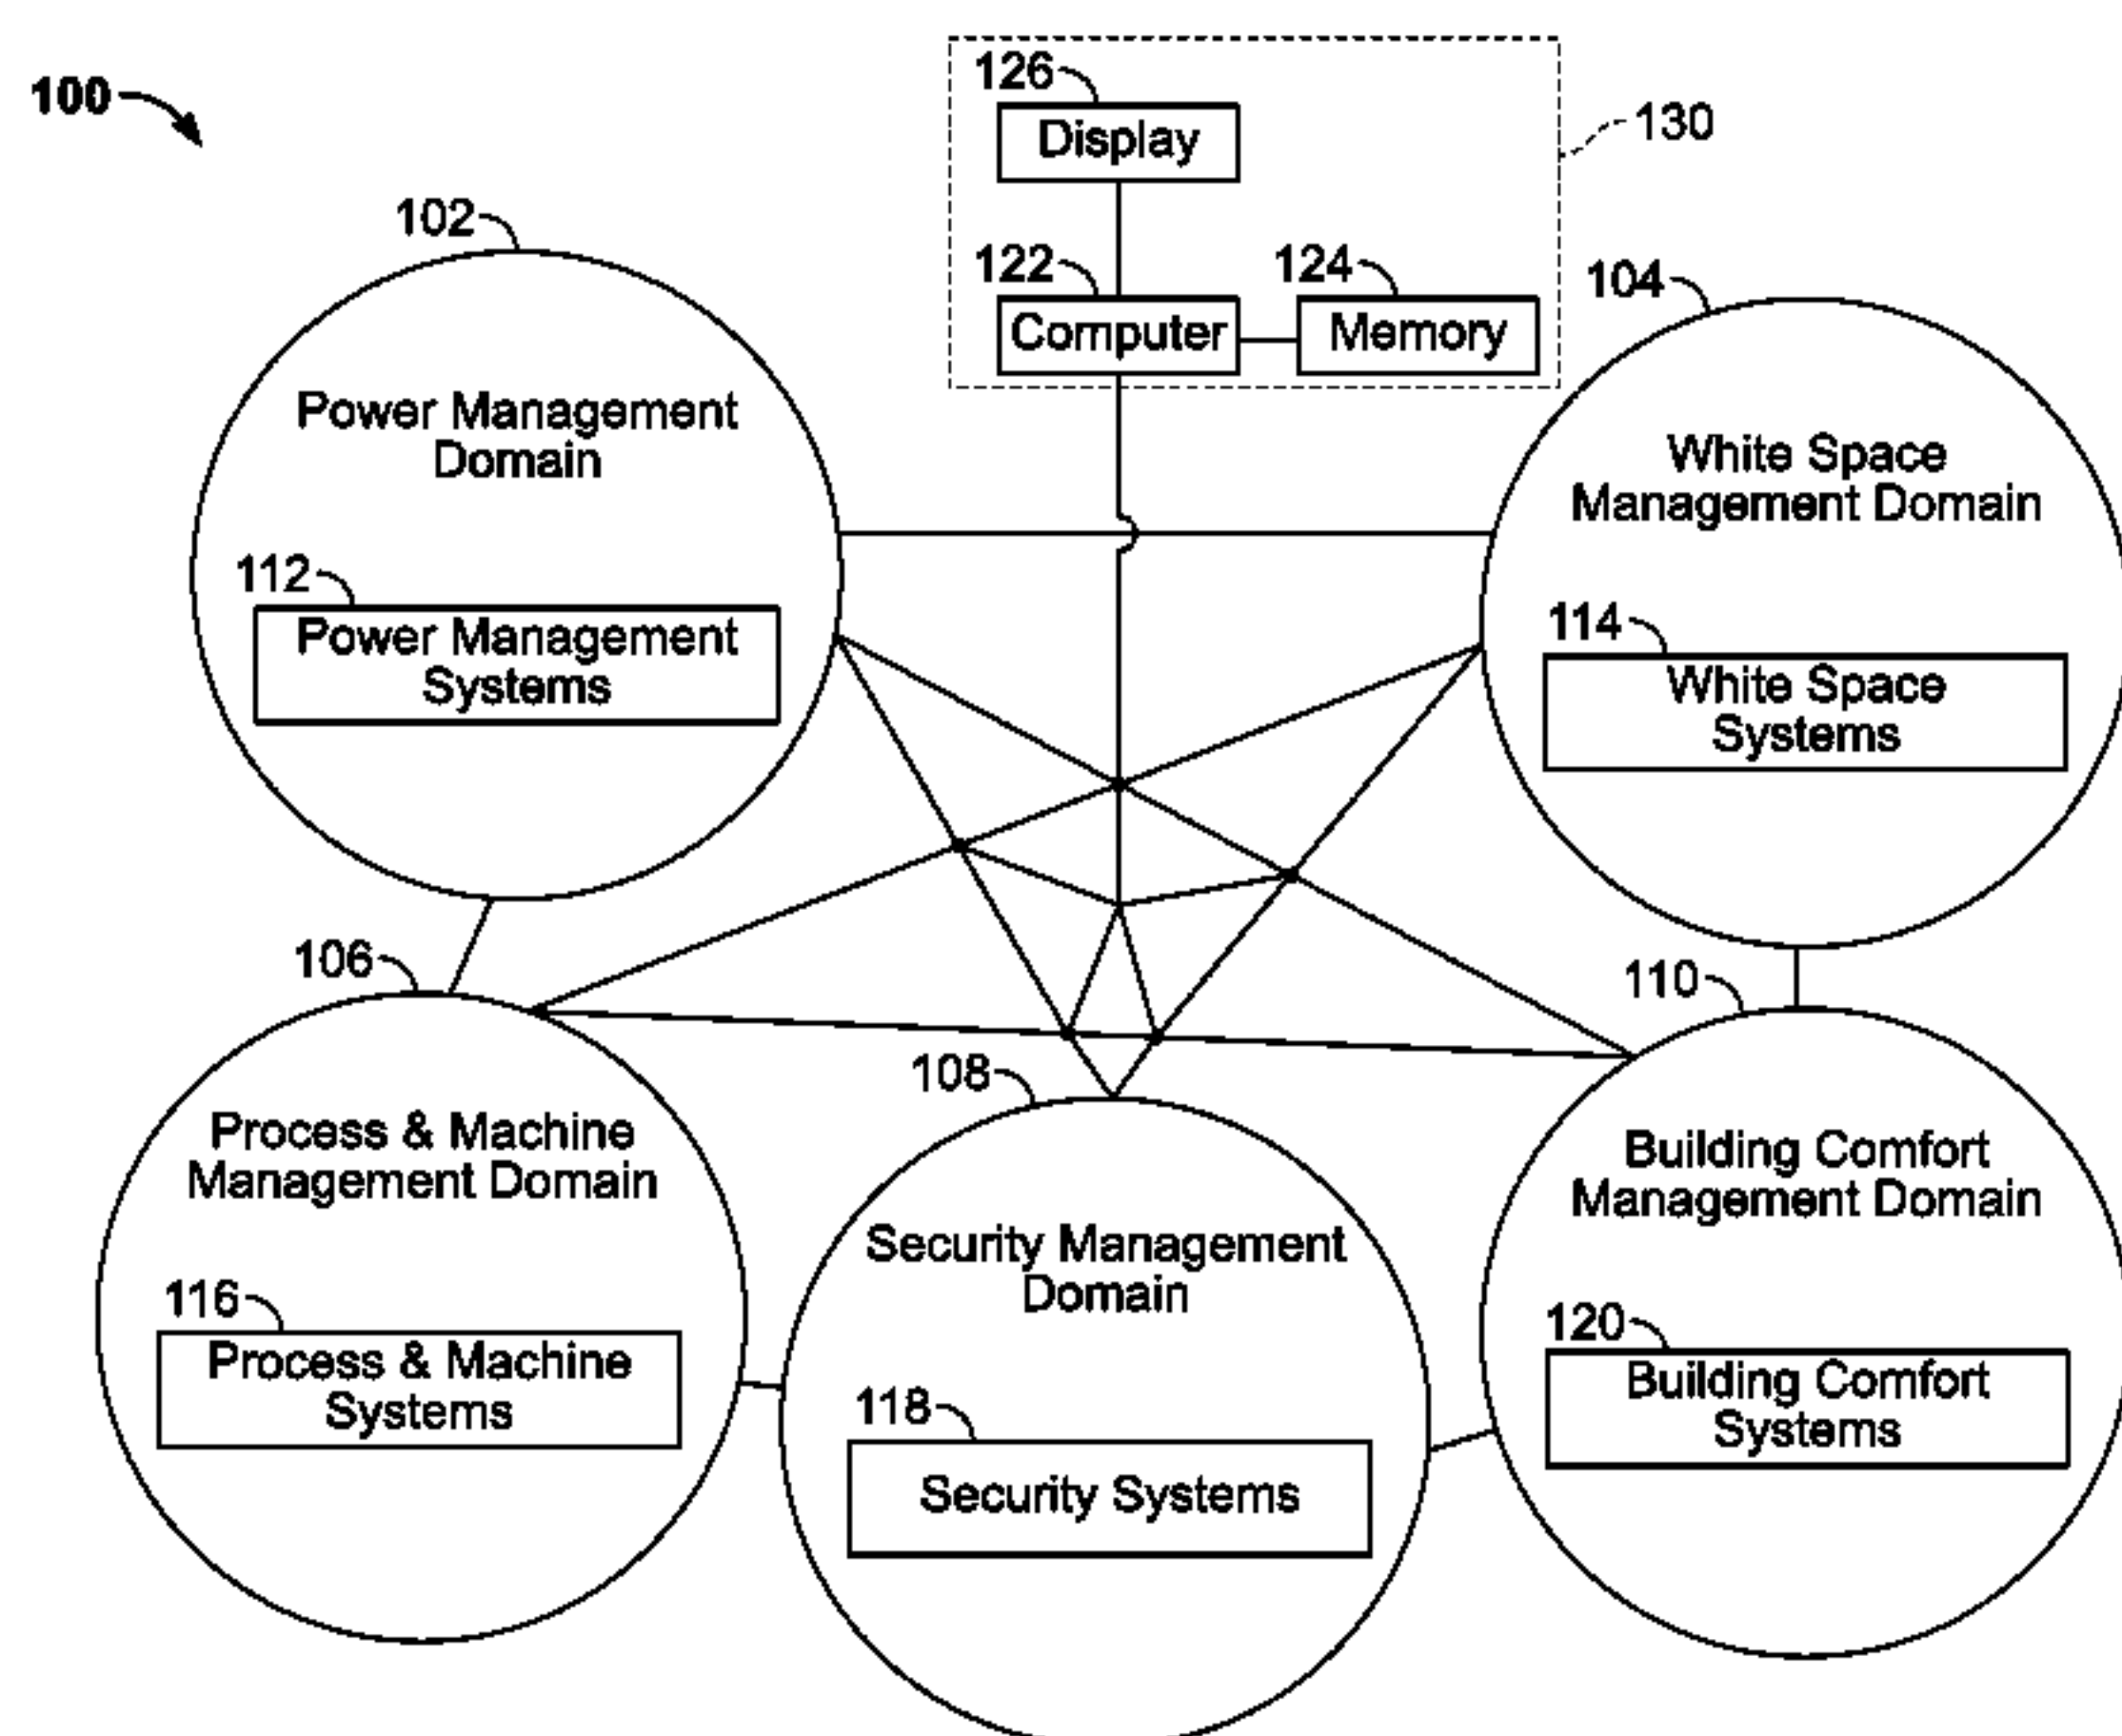 100
126
Display
130
102
122
124
104
Computer
Memory
Power Management
Domain
White Space
Management Domain
112
Power Management
Systems
114
White Space
Systems
106
110
108
Process & Machine
Management Domain
Building Comfort
Management Domain
Security Management
Domain
116
Process & Machine
Systems
120
Building Comfort
Systems
118
Security Systems